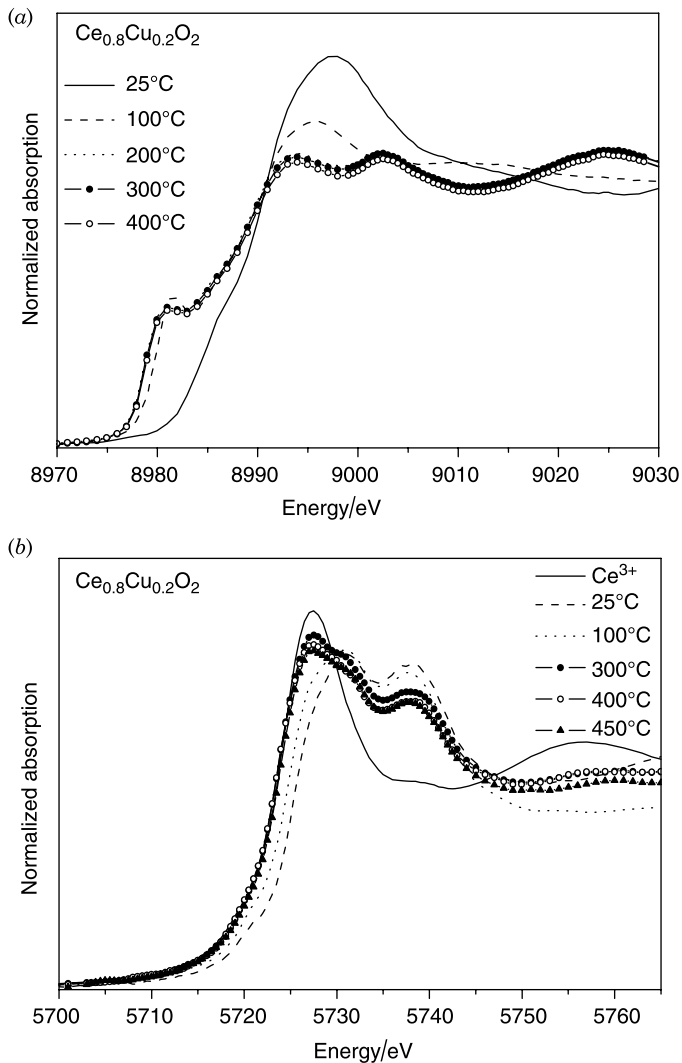 (a)
Ce0.8Cu0.2O2
25°C
100°C
200°C
300°C
400°C
Normalized absorption
8970 8980 8990 9000 9010 9020 9030
Energy/eV
(b)
Ce0.8Cu0.2O2
Ce3+
25°C
100°C
300°C
400°C
450°C
Normalized absorption
5700 5710 5720 5730 5740 5750 5760
Energy/eV